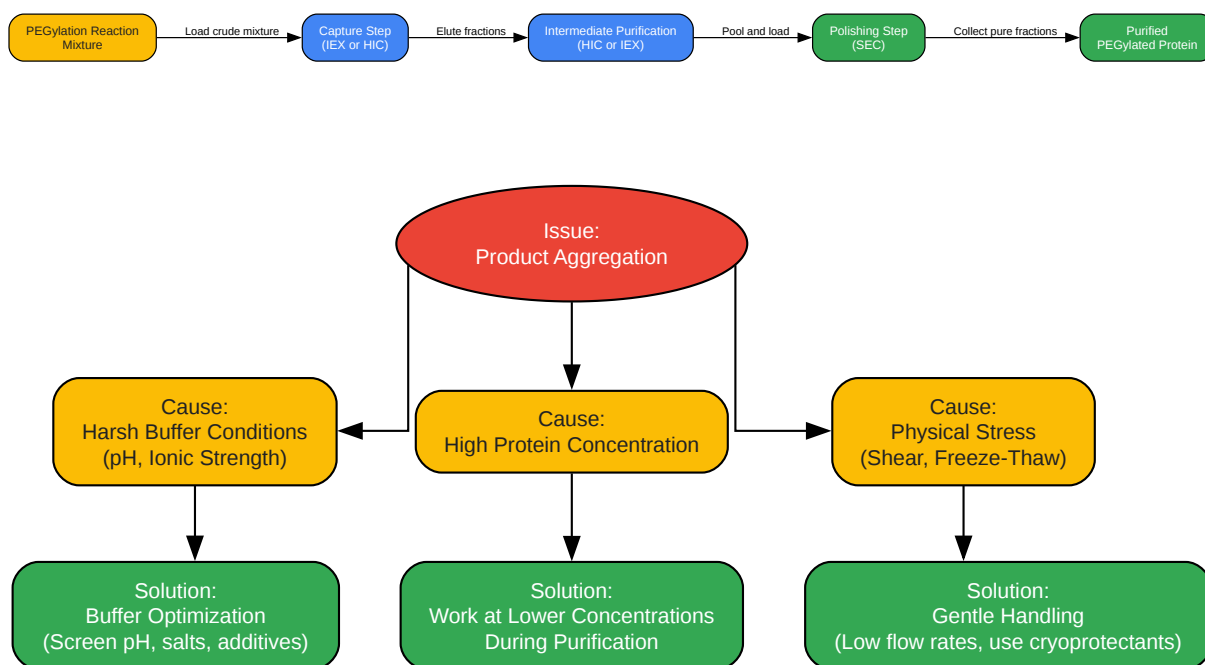 PEGylation Reaction
Mixture
Load crude mixture
Capture Step
(IEX or HIC)
Elute fractions
Intermediate Purification
(HIC or IEX)
Pool and load
Polishing Step
(SEC)
Collect pure fractions
Purified
PEGylated Protein
Issue:
Product Aggregation
Cause:
Harsh Buffer Conditions
(pH, Ionic Strength)
Cause:
High Protein Concentration
Cause:
Physical Stress
(Shear, Freeze-Thaw)
Solution:
Buffer Optimization
(Screen pH, salts, additives)
Solution:
Work at Lower Concentrations
During Purification
Solution:
Gentle Handling
(Low flow rates, use cryoprotectants)